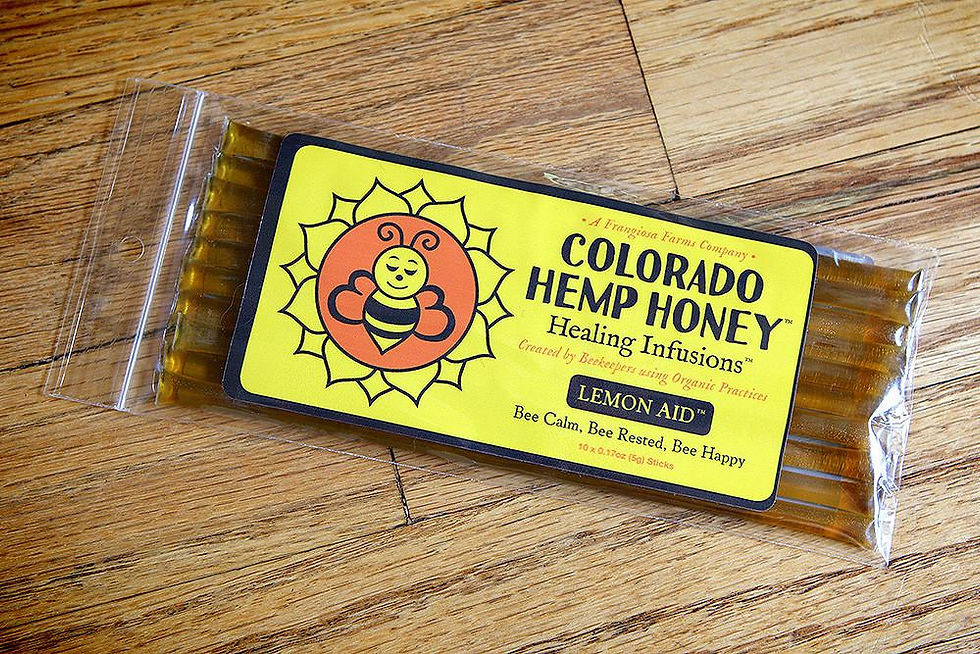 • A Frangiosa Farms Company •
COLORADO
HEMP HONEY™
Healing Infusions™
Created by Beekeepers using Organic Practices
LEMON AID™
Bee Calm, Bee Rested, Bee Happy
10 x 0.17oz (5g) Sticks